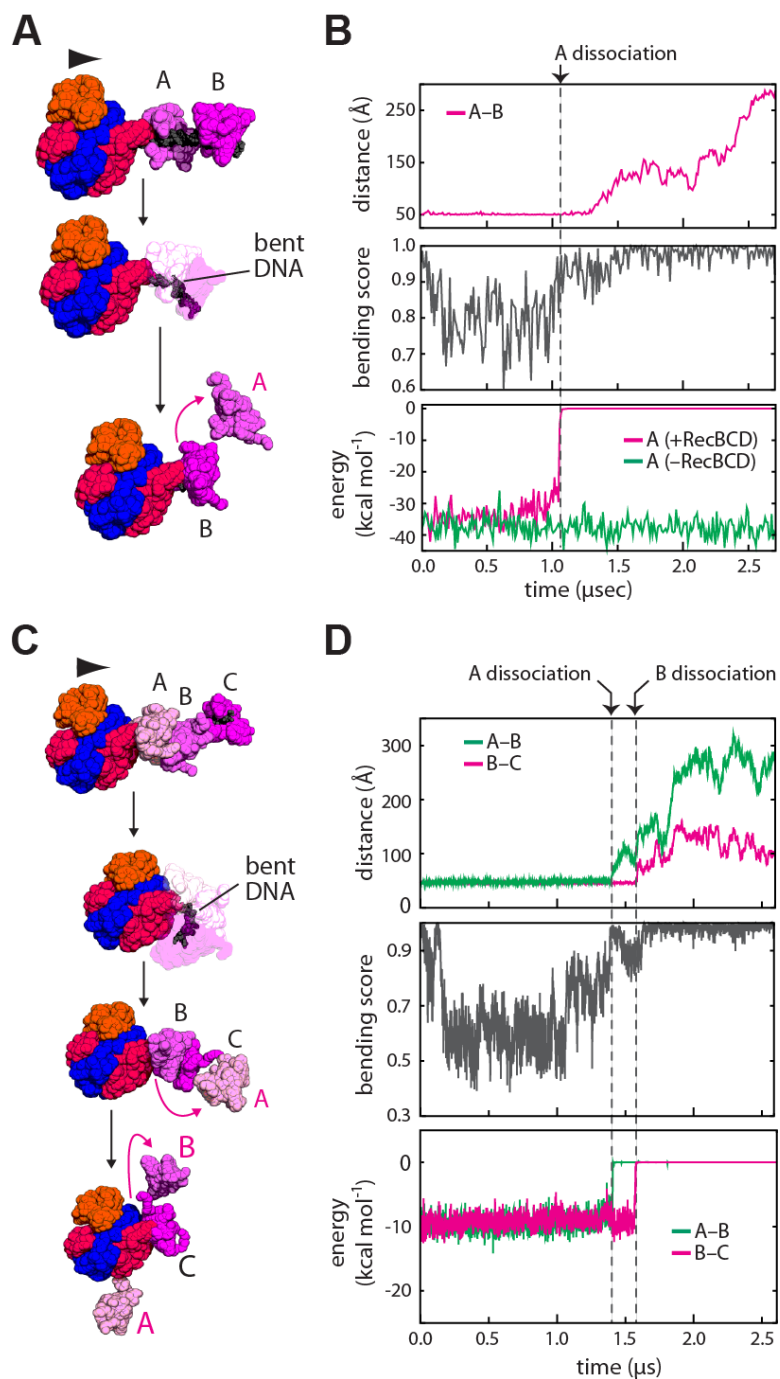 A
A B
bent
DNA
A
B
B
A dissociation
distance (Å)
250
150
50
A–B
bending score
1.0
0.9
0.8
0.7
0.6
energy
(kcal mol⁻¹)
0
-10
-20
-30
-40
A (+RecBCD)
A (–RecBCD)
0.0 0.5 1.0 1.5 2.0 2.5
time (μsec)
C
A
B
C
bent
DNA
B
C
A
B
C
A
D
A dissociation B dissociation
distance (Å)
300
200
100
0
A–B
B–C
bending score
0.9
0.7
0.5
0.3
energy
(kcal mol⁻¹)
0
-10
-20
A–B
B–C
0.0 0.5 1.0 1.5 2.0 2.5
time (μs)